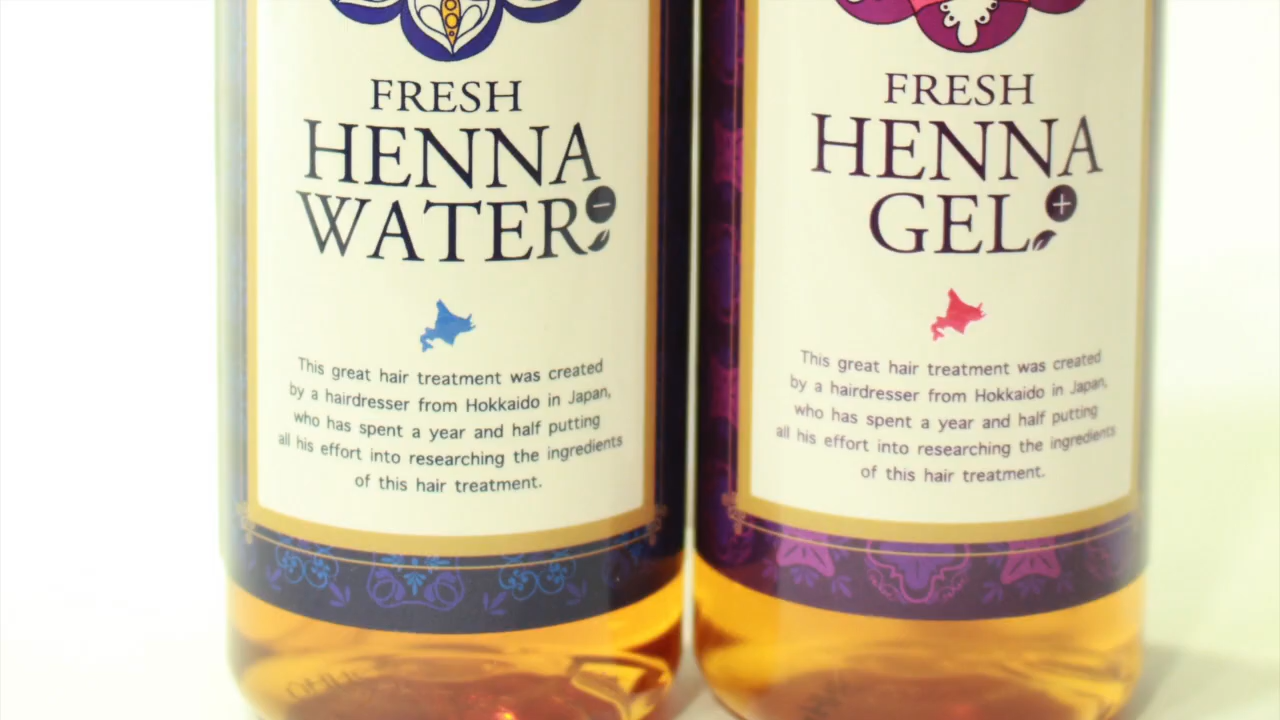 FRESH
HENNA
WATER
This great hair treatment was created
by a hairdresser from Hokkaido in Japan,
who has spent a year and half putting
all his effort into researching the ingredients
of this hair treatment.
FRESH
HENNA
GEL
This great hair treatment was created
by a hairdresser from Hokkaido in Japan,
who has spent a year and half putting
all his effort into researching the ingredients
of this hair treatment.